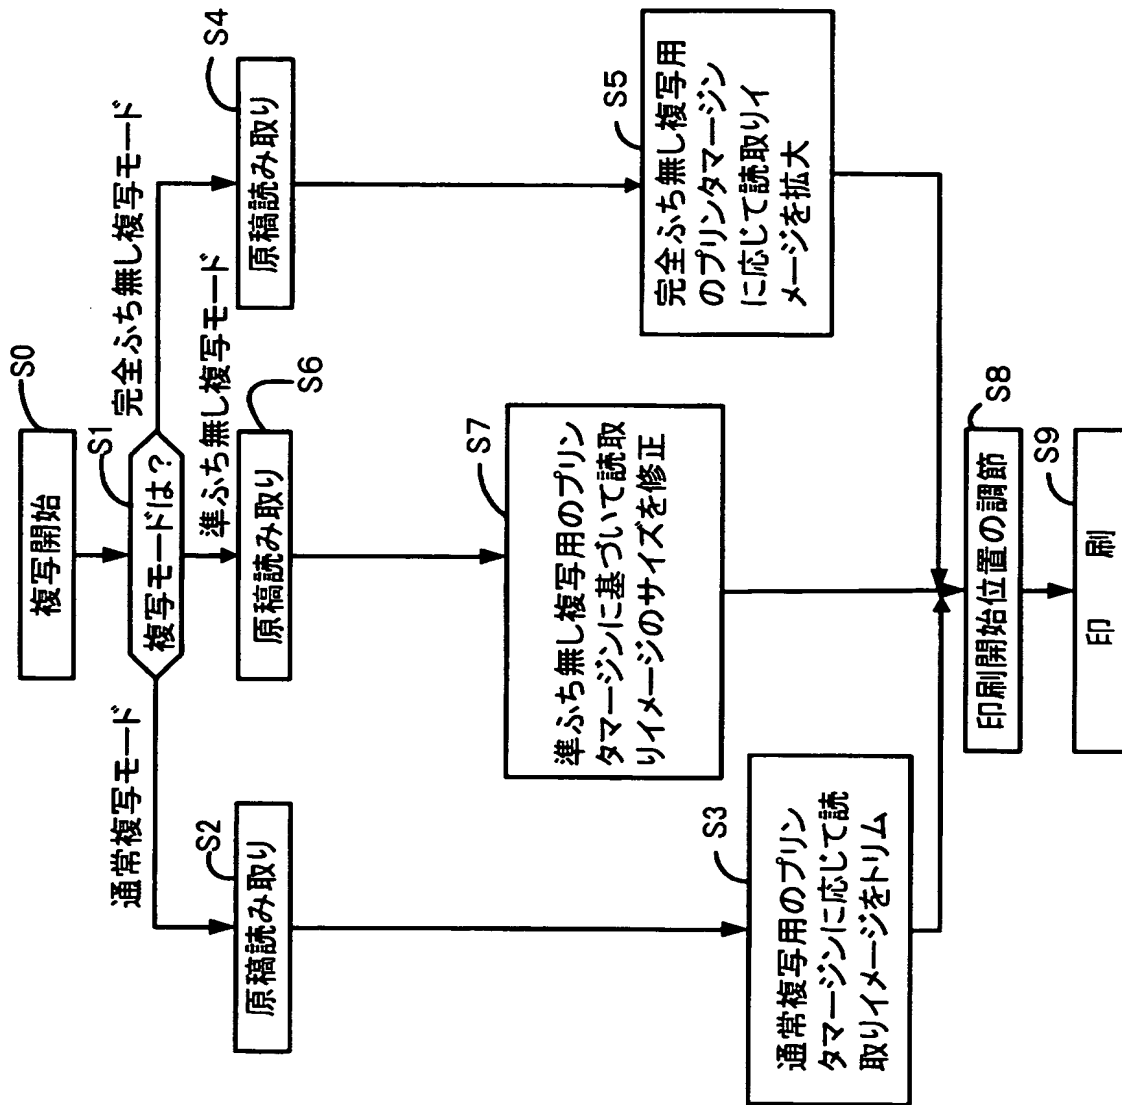 複写開始
S0
複写モードは？
S1
通常複写モード
準ふち無し複写モード
完全ふち無し複写モード
原稿読み取り
S2
原稿読み取り
S6
原稿読み取り
S4
通常複写用のプリン
タマージンに応じて読
取りイメージをトリム
S3
準ふち無し複写用のプリン
タマージンに基づいて読取
りイメージのサイズを修正
S7
完全ふち無し複写用
のプリンタマージン
に応じて読取りイ
メージを拡大
S5
印刷開始位置の調節
S8
印 刷
S9